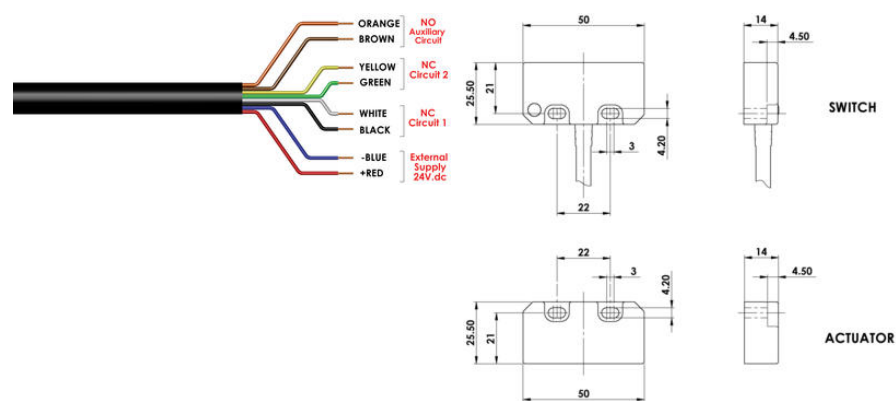 ORANGE
BROWN
NO
Auxiliary
Circuit
YELLOW
GREEN
NC
Circuit 2
WHITE
BLACK
NC
Circuit 1
-BLUE
+RED
External
Supply
24V.dc
50
25.50
21
4.20
3
22
14
4.50
SWITCH
22
3
4.20
25.50
21
50
14
4.50
ACTUATOR